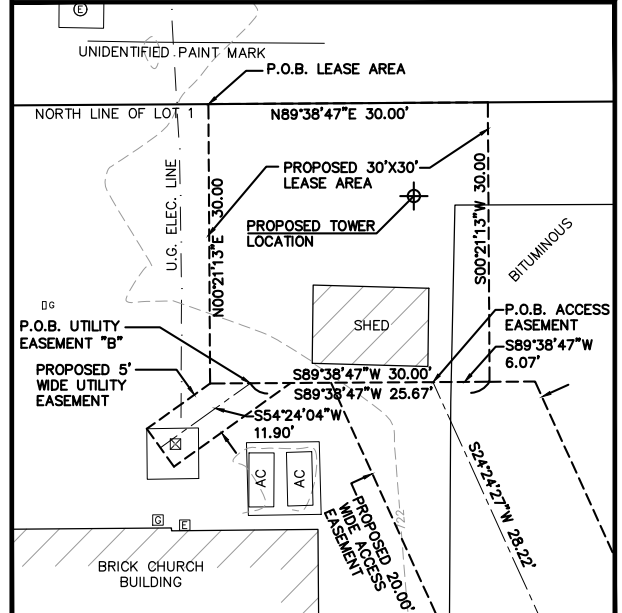 E
UNIDENTIFIED PAINT MARK
P.O.B. LEASE AREA
NORTH LINE OF LOT 1
N89°38'47"E 30.00'
U.G. ELEC. LINE
N00°21'13"E 30.00
PROPOSED 30'X30'
LEASE AREA
PROPOSED TOWER
LOCATION
S00°21'13"W 30.00
BITUMINOUS
G
SHED
P.O.B. UTILITY
EASEMENT "B"
P.O.B. ACCESS
EASEMENT
S89°38'47"W
6.07'
PROPOSED 5'
WIDE UTILITY
EASEMENT
S89°38'47"W 30.00'
S89°38'47"W 25.67'
S54°24'04"W
11.90'
AC
AC
S24°24'27"W 28.22'
PROPOSED 20.00'
WIDE ACCESS
EASEMENT
722
G
E
BRICK CHURCH
BUILDING